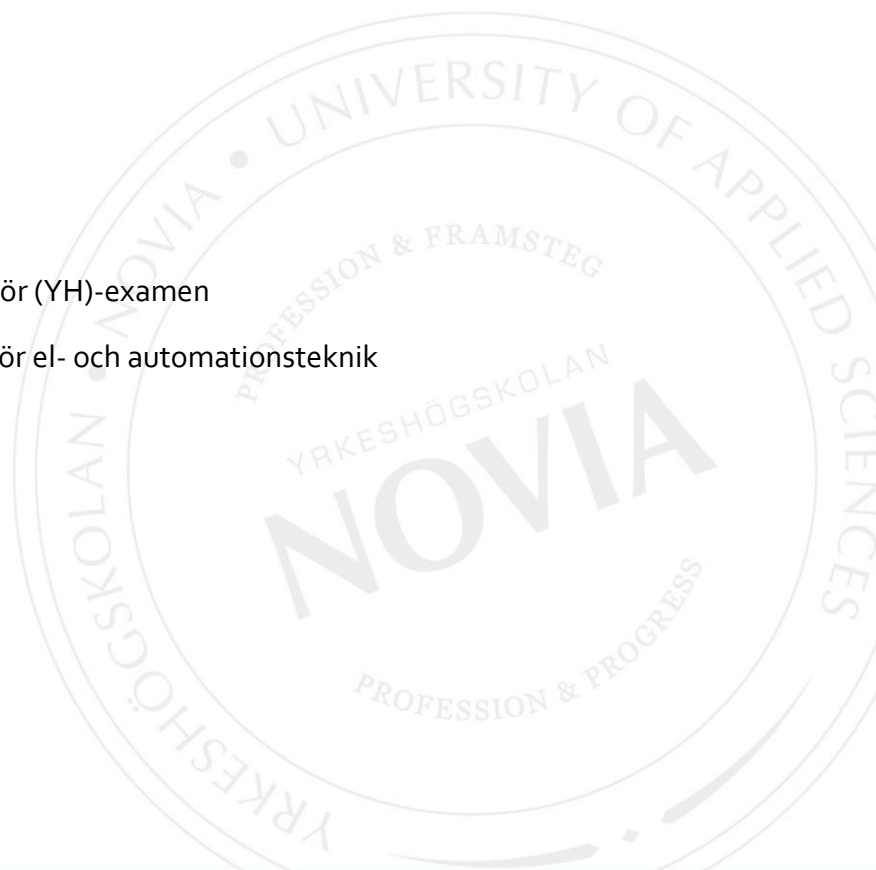 ör (YH)-examen
ör el- och automationsteknik
YRKESHÖGSKOLAN • NOVIA • UNIVERSITY OF APPLIED SCIENCES
PROFESSION & FRAMSTEG
YRKESHÖGSKOLAN
NOVIA
PROFESSION & PROGRESS